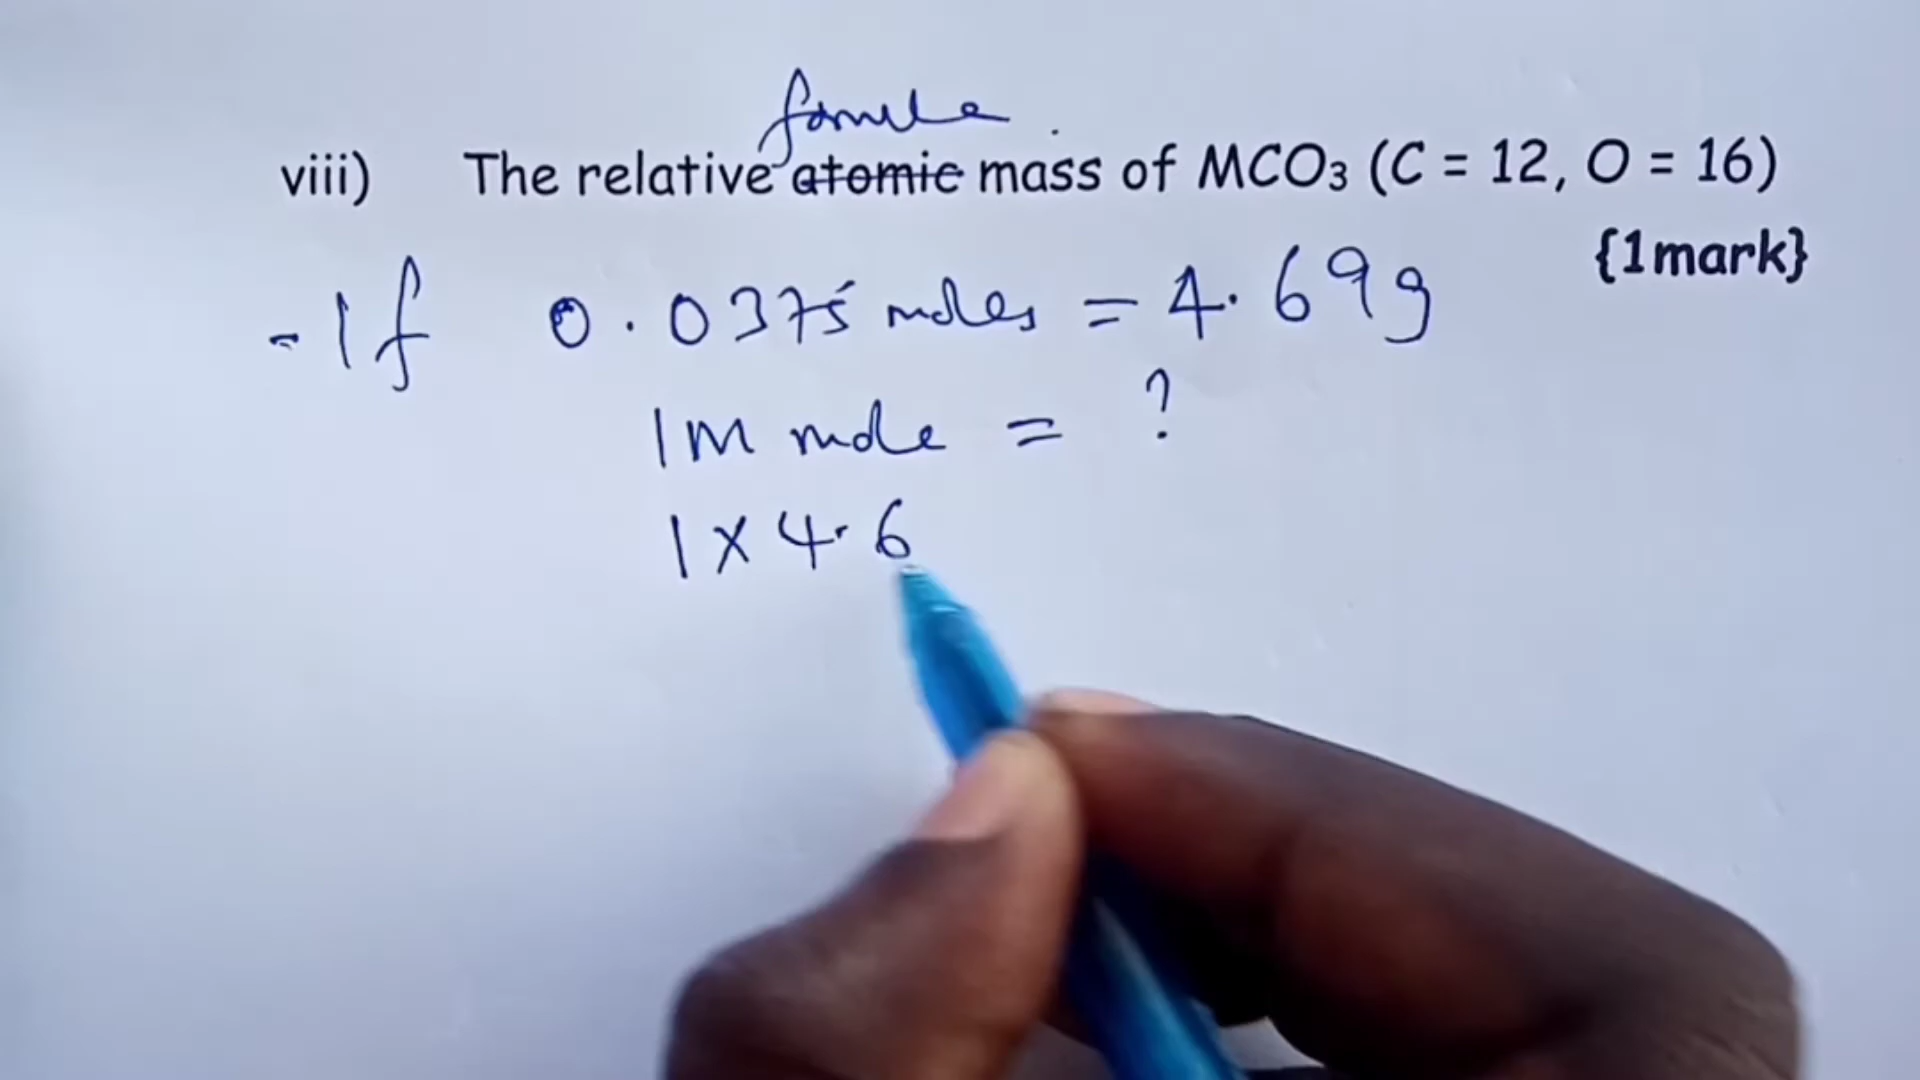 formula
viii) The relative atomic mass of MCO₃ (C = 12, O = 16)
{1mark}
- If 0.0375 moles = 4.69g
1M mole = ?
1 x 4.6